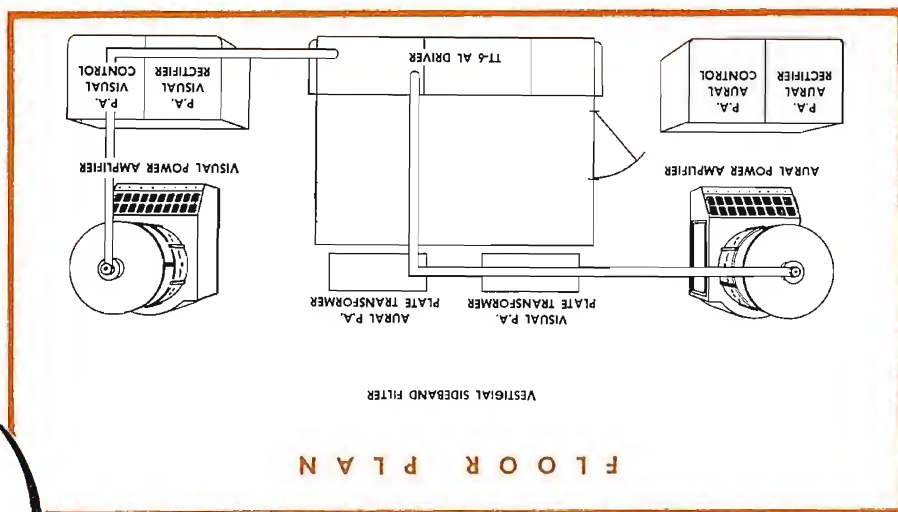 FLOOR PLAN
VESTIGIAL SIDEBAND FILTER
VISUAL P.A.
PLATE TRANSFORMER
AURAL P.A.
PLATE TRANSFORMER
AURAL POWER AMPLIFIER
VISUAL POWER AMPLIFIER
P.A.
AURAL
RECTIFIER
P.A.
AURAL
CONTROL
TT-6 AL DRIVER
P.A.
VISUAL
RECTIFIER
P.A.
VISUAL
CONTROL